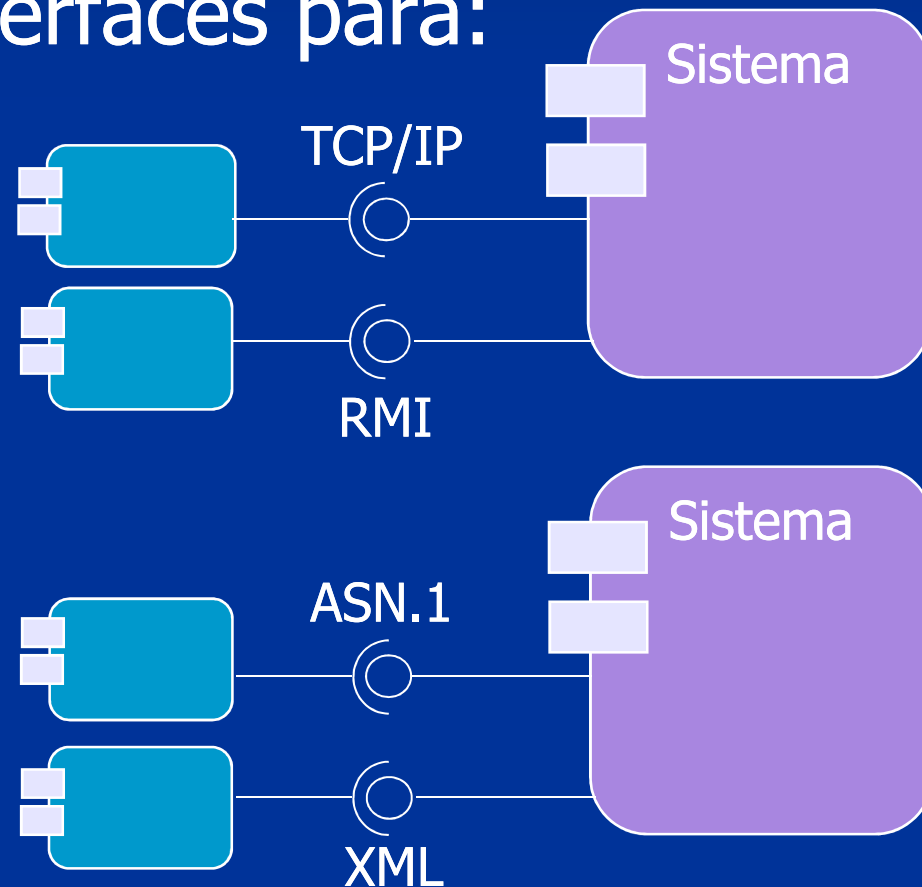 erfaces para:
Sistema
TCP/IP
RMI
Sistema
ASN.1
XML